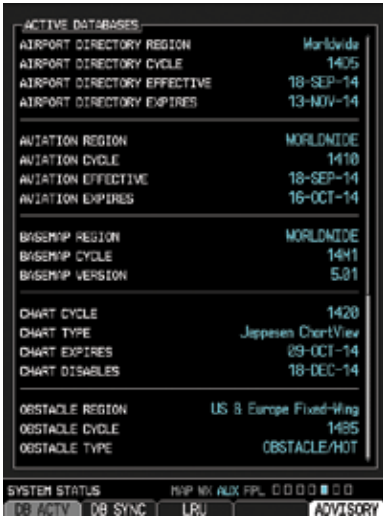 ACTIVE DATABASES
AIRPORT DIRECTORY REGION Worldwide
AIRPORT DIRECTORY CYCLE 14D5
AIRPORT DIRECTORY EFFECTIVE 18-SEP-14
AIRPORT DIRECTORY EXPIRES 13-NOV-14
AVIATION REGION WORLDWIDE
AVIATION CYCLE 1410
AVIATION EFFECTIVE 18-SEP-14
AVIATION EXPIRES 16-OCT-14
BASEMAP REGION WORLDWIDE
BASEMAP CYCLE 14M1
BASEMAP VERSION 5.01
CHART CYCLE 1420
CHART TYPE Jeppesen ChartView
CHART EXPIRES 09-OCT-14
CHART DISABLES 18-DEC-14
OBSTACLE REGION US & Europe Fixed-Wing
OBSTACLE CYCLE 14B5
OBSTACLE TYPE OBSTACLE/HOT
SYSTEM STATUS MAP WX AUX FPL
DB ACTV DB SYNC LRU ADVISORY